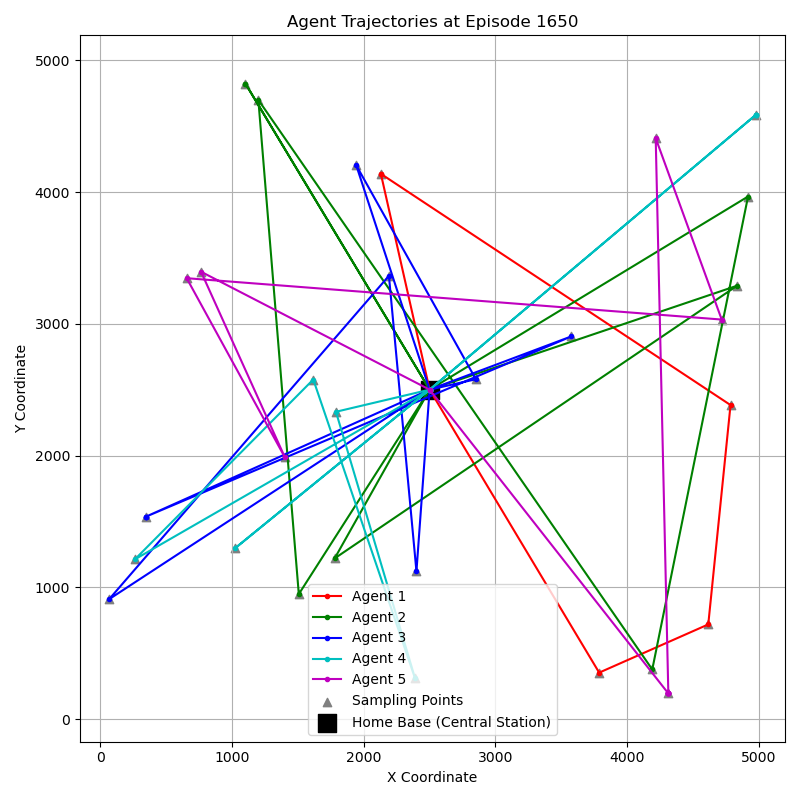 Agent Trajectories at Episode 1650
Y Coordinate
5000
4000
3000
2000
1000
0
Agent 1
Agent 2
Agent 3
Agent 4
Agent 5
Sampling Points
Home Base (Central Station)
0 1000 2000 3000 4000 5000
X Coordinate